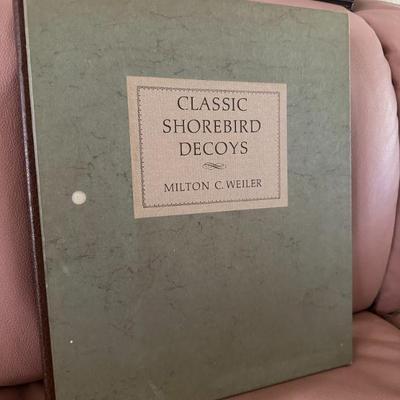 CLASSIC
SHOREBIRD
DECOYS
MILTON C. WEILER